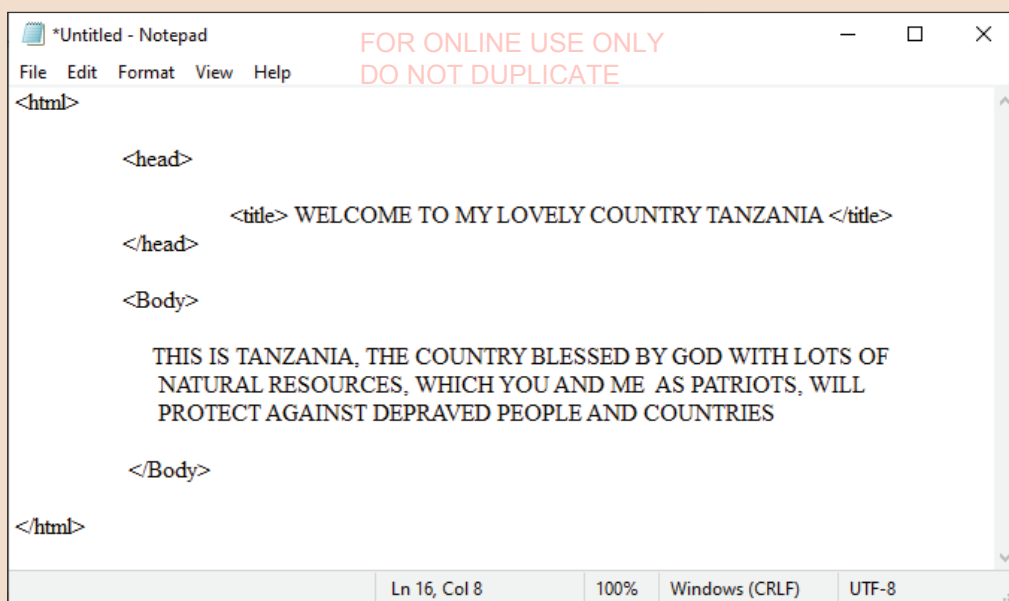 *Untitled - Notepad
FOR ONLINE USE ONLY
DO NOT DUPLICATE
File Edit Format View Help
<html>
<head>
<title> WELCOME TO MY LOVELY COUNTRY TANZANIA </title>
</head>
<Body>
THIS IS TANZANIA, THE COUNTRY BLESSED BY GOD WITH LOTS OF
NATURAL RESOURCES, WHICH YOU AND ME AS PATRIOTS, WILL
PROTECT AGAINST DEPRAVED PEOPLE AND COUNTRIES
</Body>
</html>
Ln 16, Col 8 100% Windows (CRLF) UTF-8